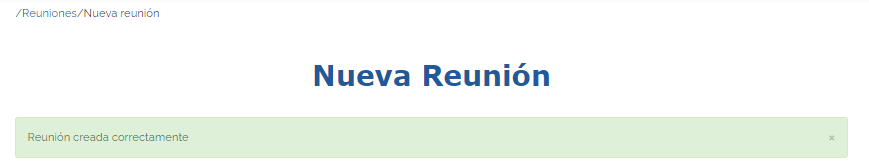 /Reuniones/Nueva reunión
Nueva Reunión
Reunión creada correctamente ×